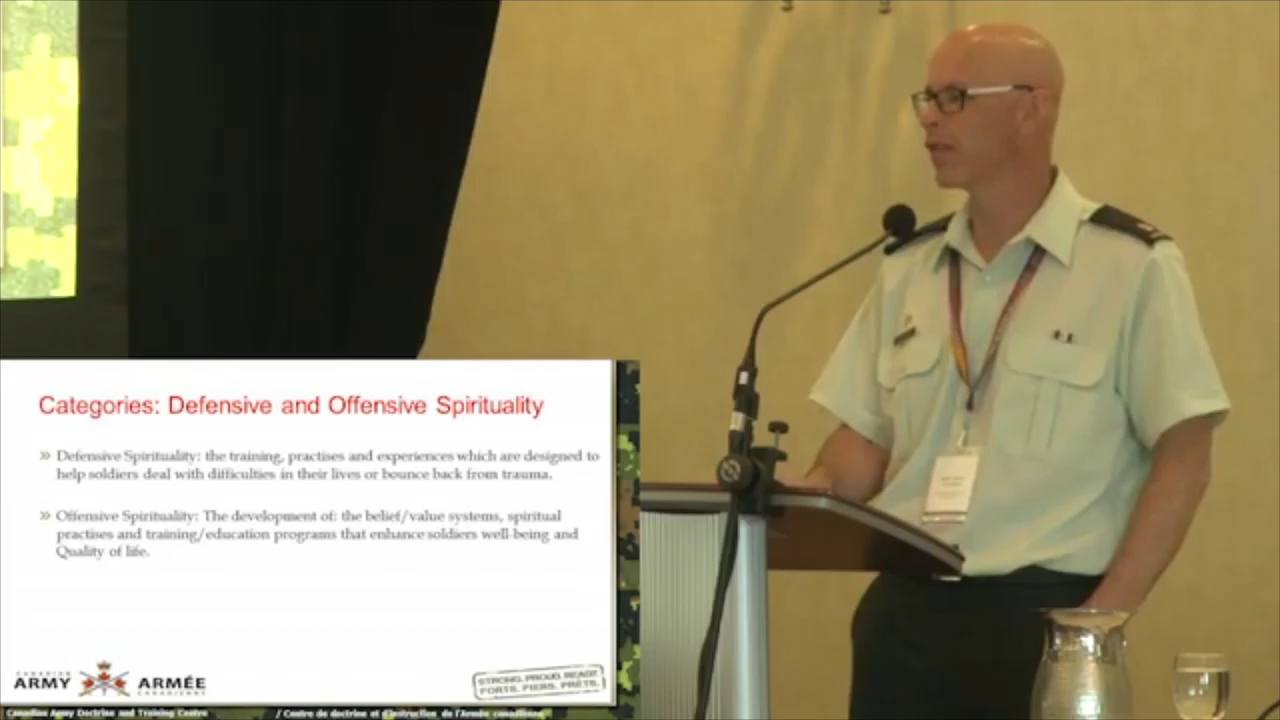 Categories: Defensive and Offensive Spirituality
» Defensive Spirituality: the training, practises and experiences which are designed to
help soldiers deal with difficulties in their lives or bounce back from trauma.
» Offensive Spirituality: The development of: the belief/value systems, spiritual
practises and training/education programs that enhance soldiers well-being and
Quality of life.
CANADIAN
ARMY ARMÉE
CANADIENNE
STRONG. PROUD. READY.
FORTS. FIERS. PRÊTS.
Canadian Army Doctrine and Training Centre / Centre de doctrine et d'instruction de l'Armée canadienne